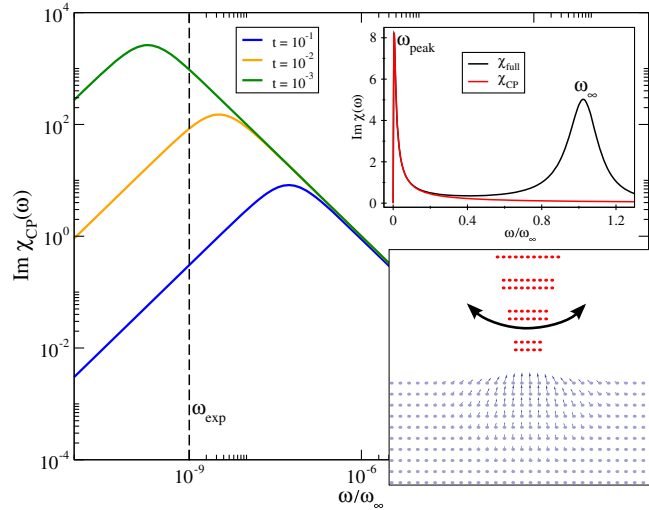 10⁴
10²
10⁰
10⁻²
10⁻⁴
Im χ_CP(ω)
10⁻⁹
10⁻⁶
ω/ω_∞
ω_exp
t = 10⁻¹
t = 10⁻²
t = 10⁻³
8
6
4
2
0
Im χ(ω)
ω_peak
χ_full
χ_CP
ω_∞
0
0.4
0.8
1.2
ω/ω_∞